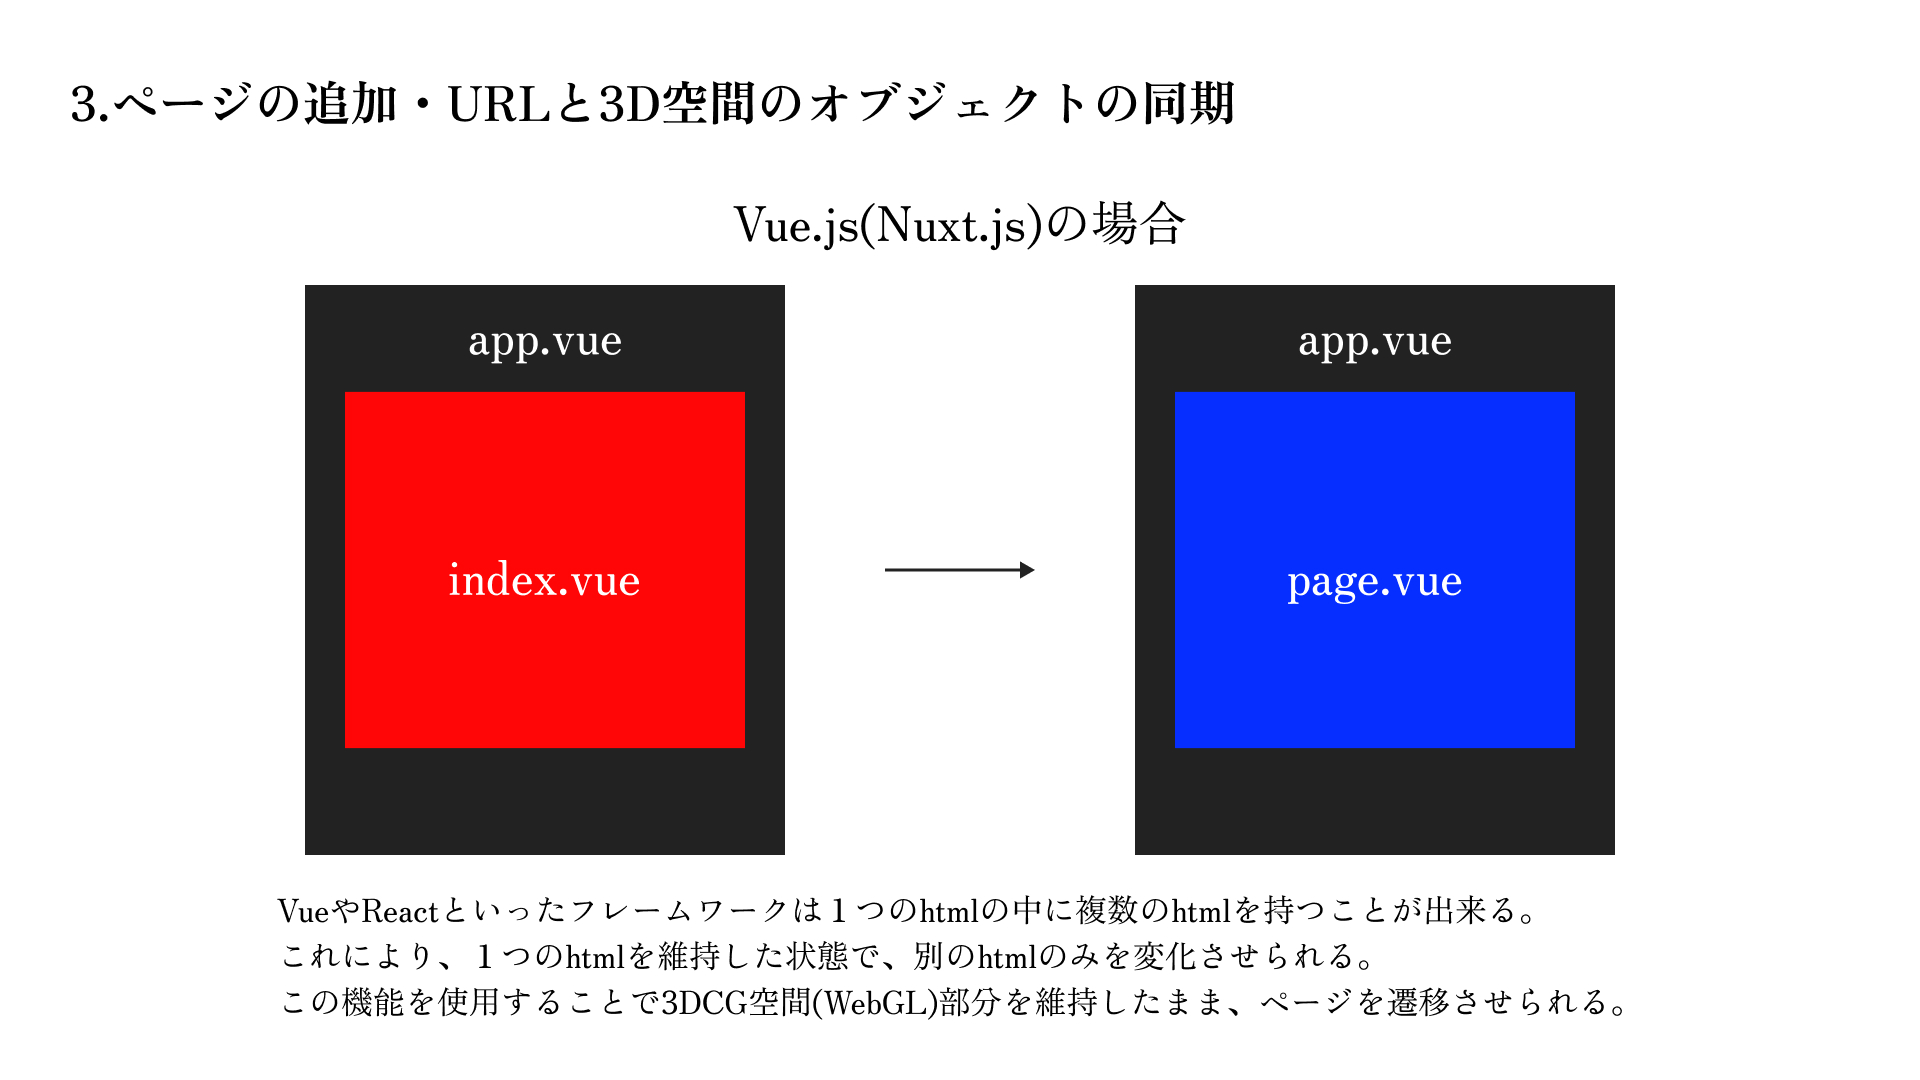 3.ページの追加・URLと3D空間のオブジェクトの同期
Vue.js(Nuxt.js)の場合
app.vue
index.vue
app.vue
page.vue
VueやReactといったフレームワークは１つのhtmlの中に複数のhtmlを持つことが出来る。
これにより、１つのhtmlを維持した状態で、別のhtmlのみを変化させられる。
この機能を使用することで3DCG空間(WebGL)部分を維持したまま、ページを遷移させられる。